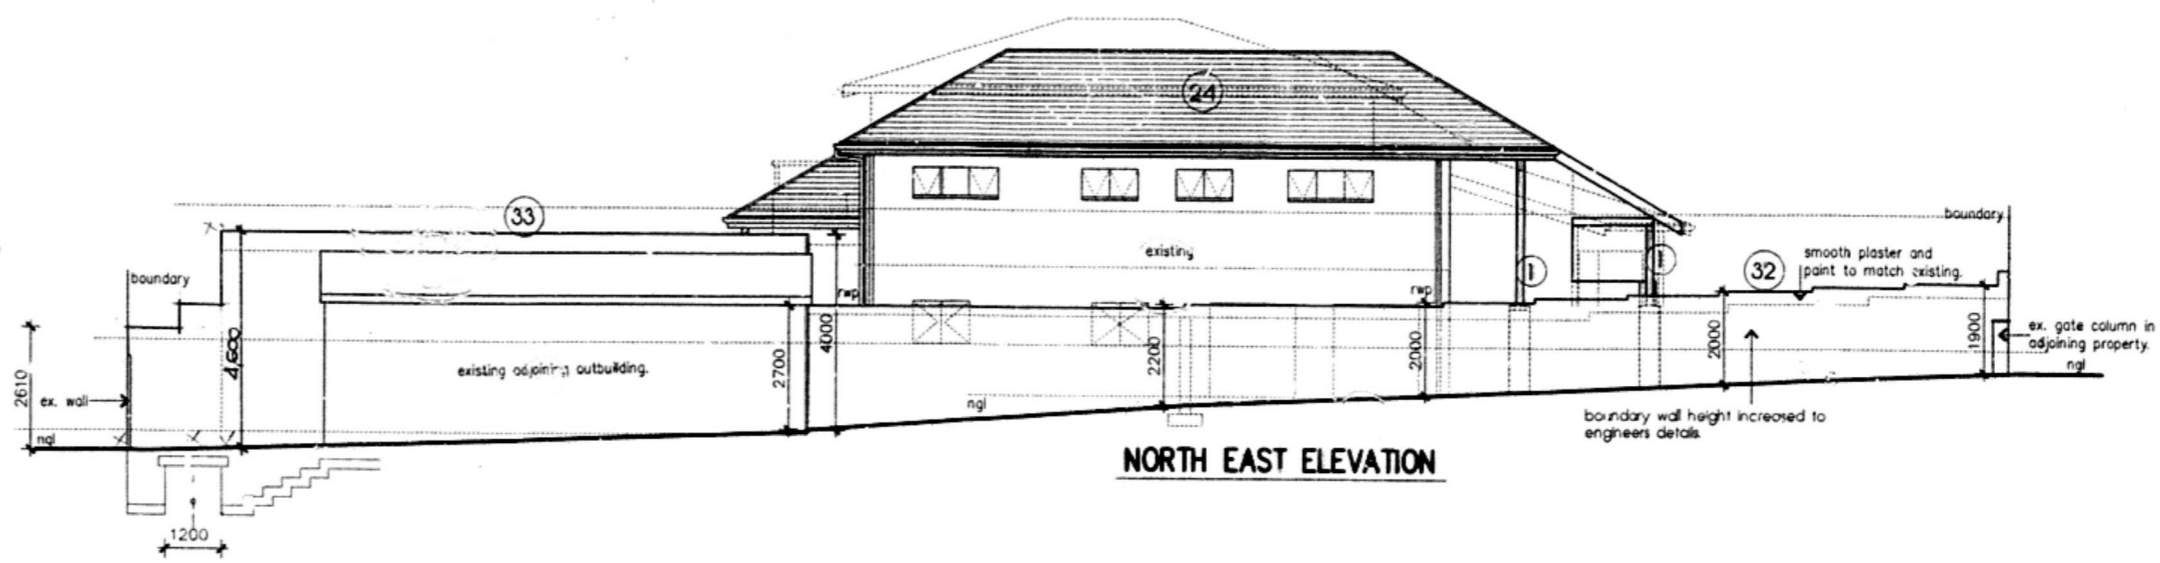 24
33
boundary
boundary
existing
smooth plaster and
paint to match existing.
32
1
1
rwp
rwp
4,600
4000
2700
2200
2000
2000
1900
2610
existing adjoining outbuilding.
ex. wall
ngl
ngl
ngl
ex. gate column in
adjoining property.
boundary wall height increased to
engineers details.
NORTH EAST ELEVATION
1200